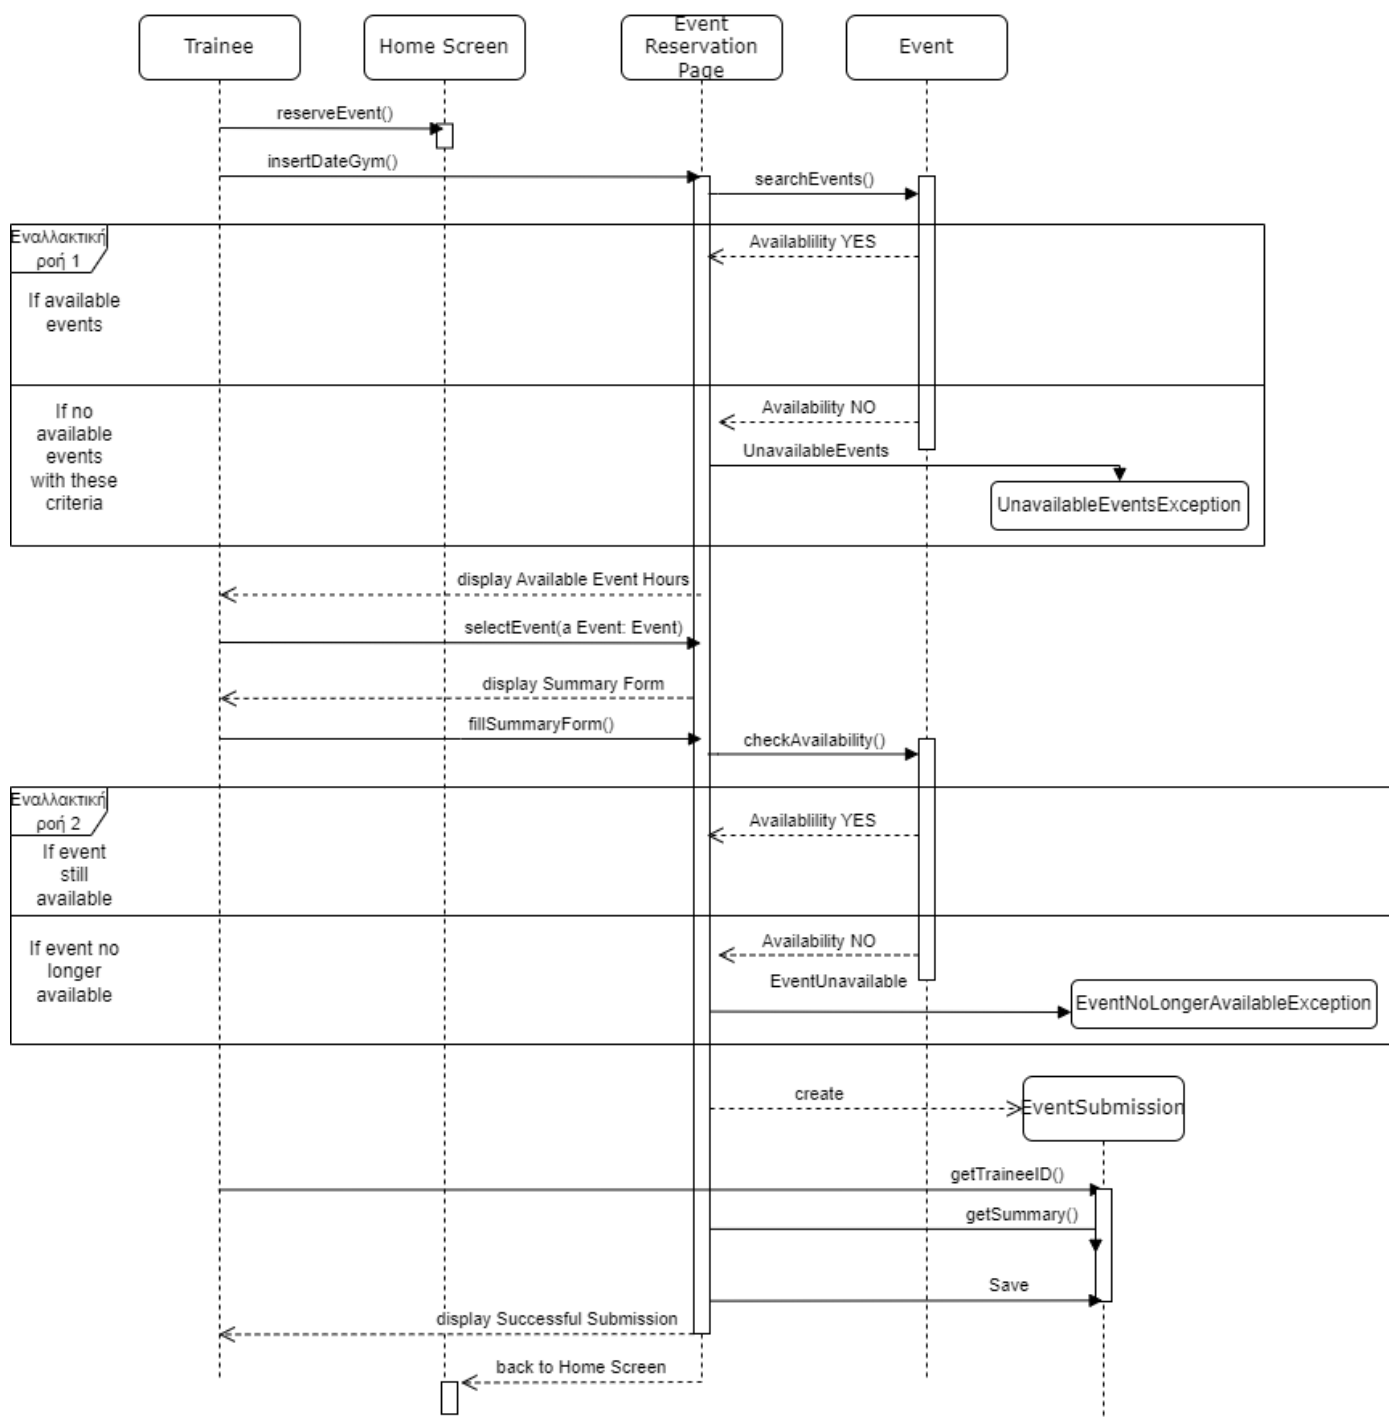 Trainee
Home Screen
Event
Reservation
Page
Event
reserveEvent()
insertDateGym()
searchEvents()
Εναλλακτική
ροή 1
Availablility YES
If available
events
If no
available
events
with these
criteria
Availability NO
UnavailableEvents
UnavailableEventsException
display Available Event Hours
selectEvent(a Event: Event)
display Summary Form
fillSummaryForm()
checkAvailability()
Εναλλακτική
ροή 2
Availablility YES
If event
still
available
If event no
longer
available
Availability NO
EventUnavailable
EventNoLongerAvailableException
create
EventSubmission
getTraineeID()
getSummary()
Save
display Successful Submission
back to Home Screen